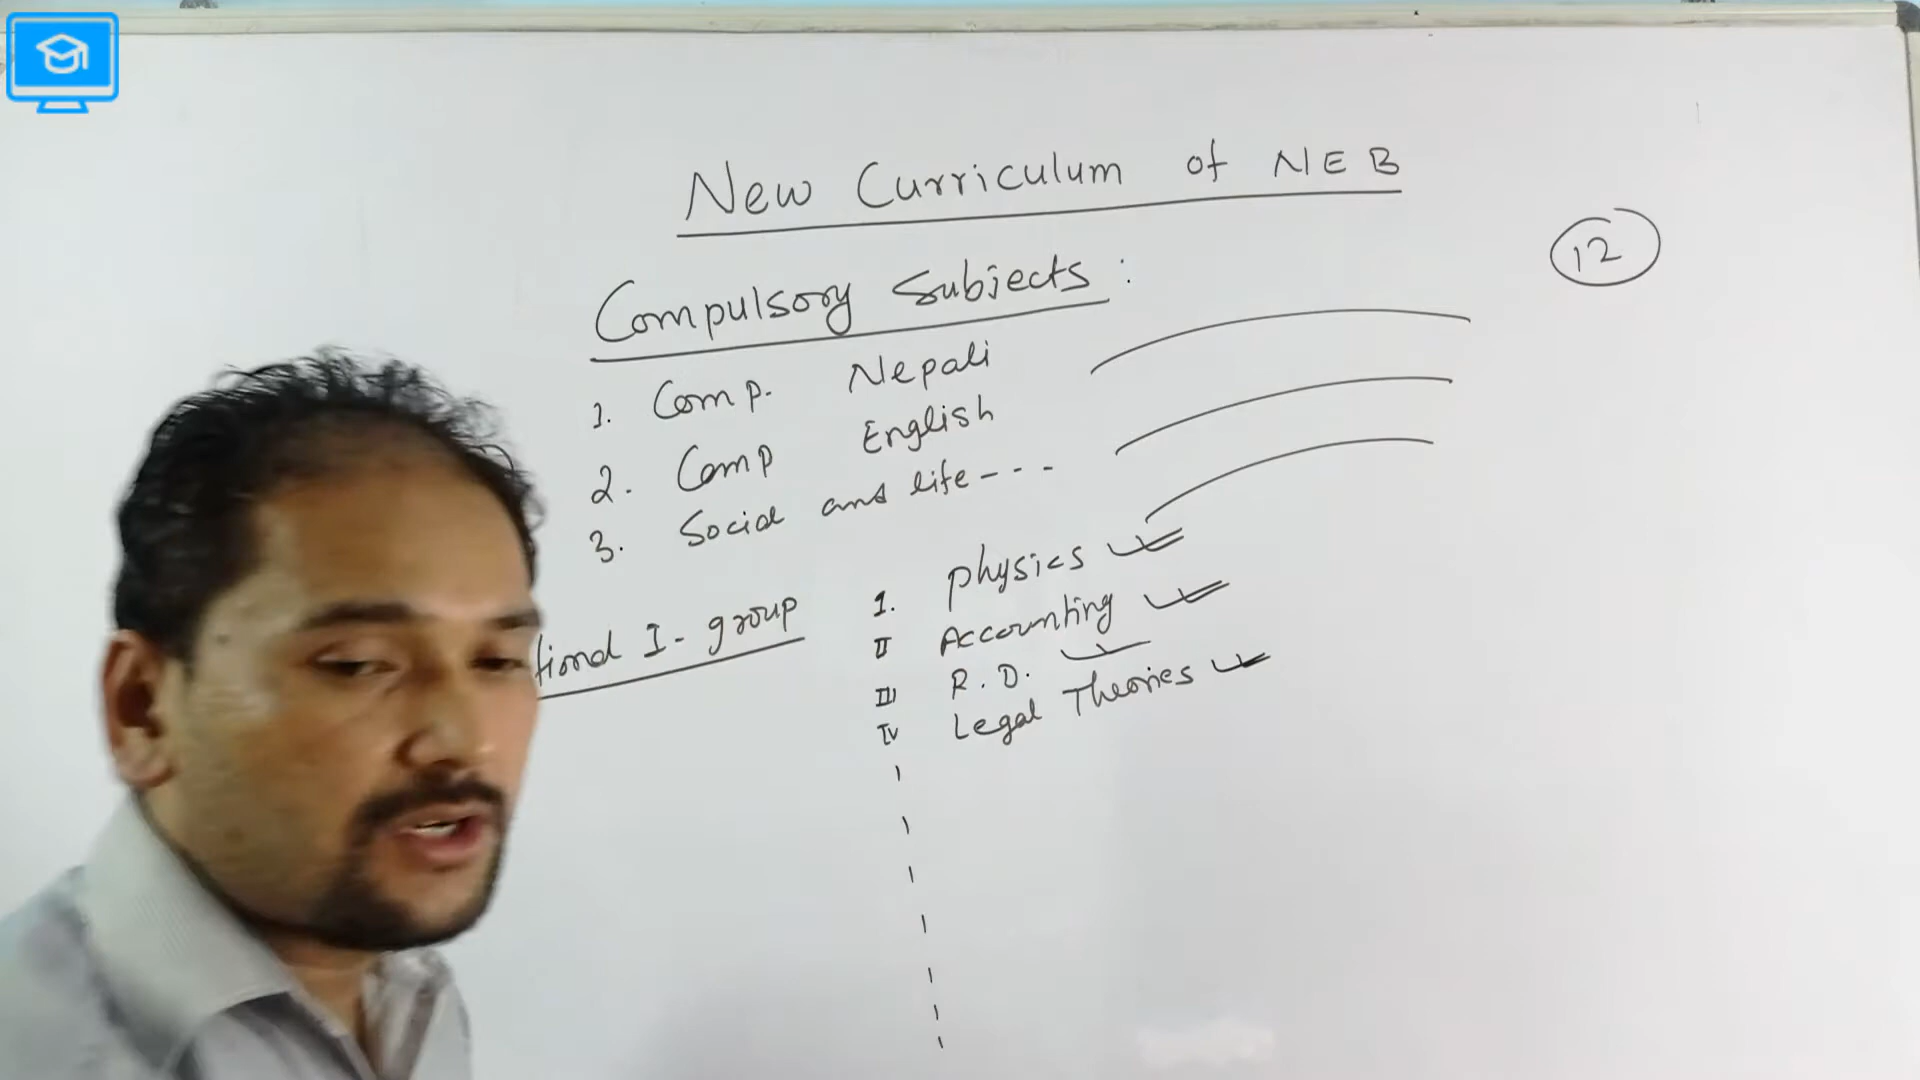 New Curriculum of NEB
12
Compulsory Subjects :
1. Comp. Nepali
2. Comp English
3. Social and life - - -
tional I - group
I. Physics
II Accounting
III R.D.
IV Legal Theories